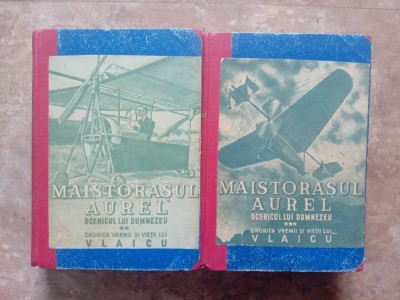 MAISTORAȘUL
AUREL
UCENICUL LUI DUMNEZEU
**
CRONICA VREMII ȘI VIEȚII LUI
VLAICU
MAISTORAȘUL
AUREL
UCENICUL LUI DUMNEZEU
***
CRONICA VREMII ȘI VIEȚII LUI
VLAICU